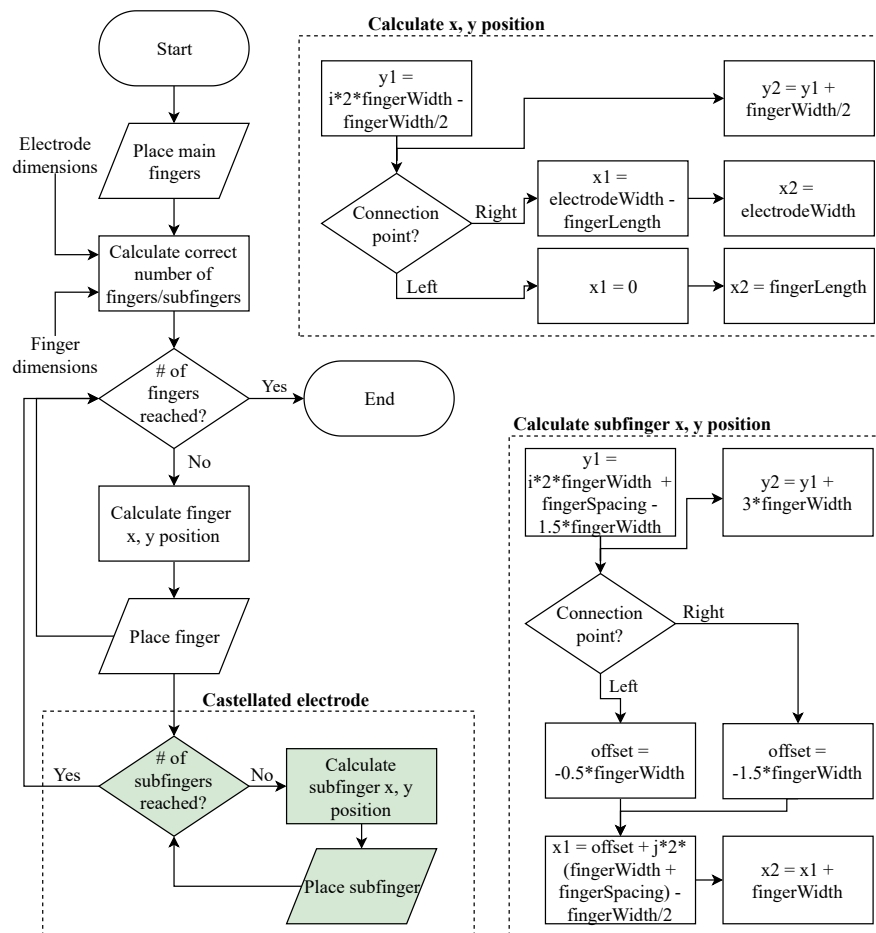 Start
Place main
fingers
Electrode
dimensions
Calculate correct
number of
fingers/subfingers
Finger
dimensions
# of
fingers
reached?
Yes
End
No
Calculate finger
x, y position
Place finger
Castellated electrode
# of
subfingers
reached?
Yes
No
Calculate
subfinger x, y
position
Place subfinger
Calculate x, y position
y1 =
i*2*fingerWidth -
fingerWidth/2
y2 = y1 +
fingerWidth/2
Connection
point?
Right
x1 =
electrodeWidth -
fingerLength
x2 =
electrodeWidth
Left
x1 = 0
x2 = fingerLength
Calculate subfinger x, y position
y1 =
i*2*fingerWidth +
fingerSpacing -
1.5*fingerWidth
y2 = y1 +
3*fingerWidth
Connection
point?
Right
Left
offset =
-0.5*fingerWidth
offset =
-1.5*fingerWidth
x1 = offset + j*2*
(fingerWidth +
fingerSpacing) -
fingerWidth/2
x2 = x1 +
fingerWidth